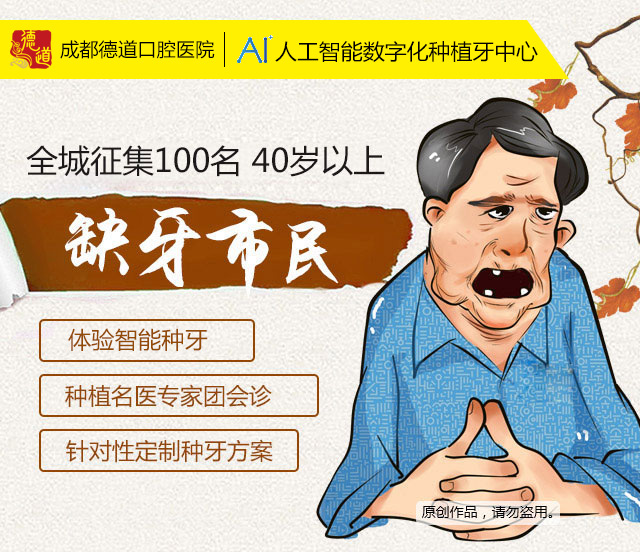 德道 成都德道口腔医院 AI+ 人工智能数字化种植牙中心
全城征集100名 40岁以上
缺牙市民
体验智能种牙
种植名医专家团会诊
针对性定制种牙方案
原创作品，请勿盗用。